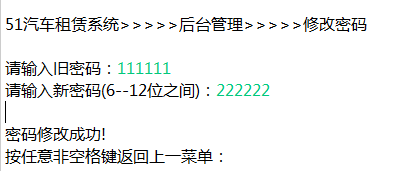 51汽车租赁系统>>>>>后台管理>>>>>修改密码
请输入旧密码：111111
请输入新密码(6--12位之间)：222222
密码修改成功!
按任意非空格键返回上一菜单：